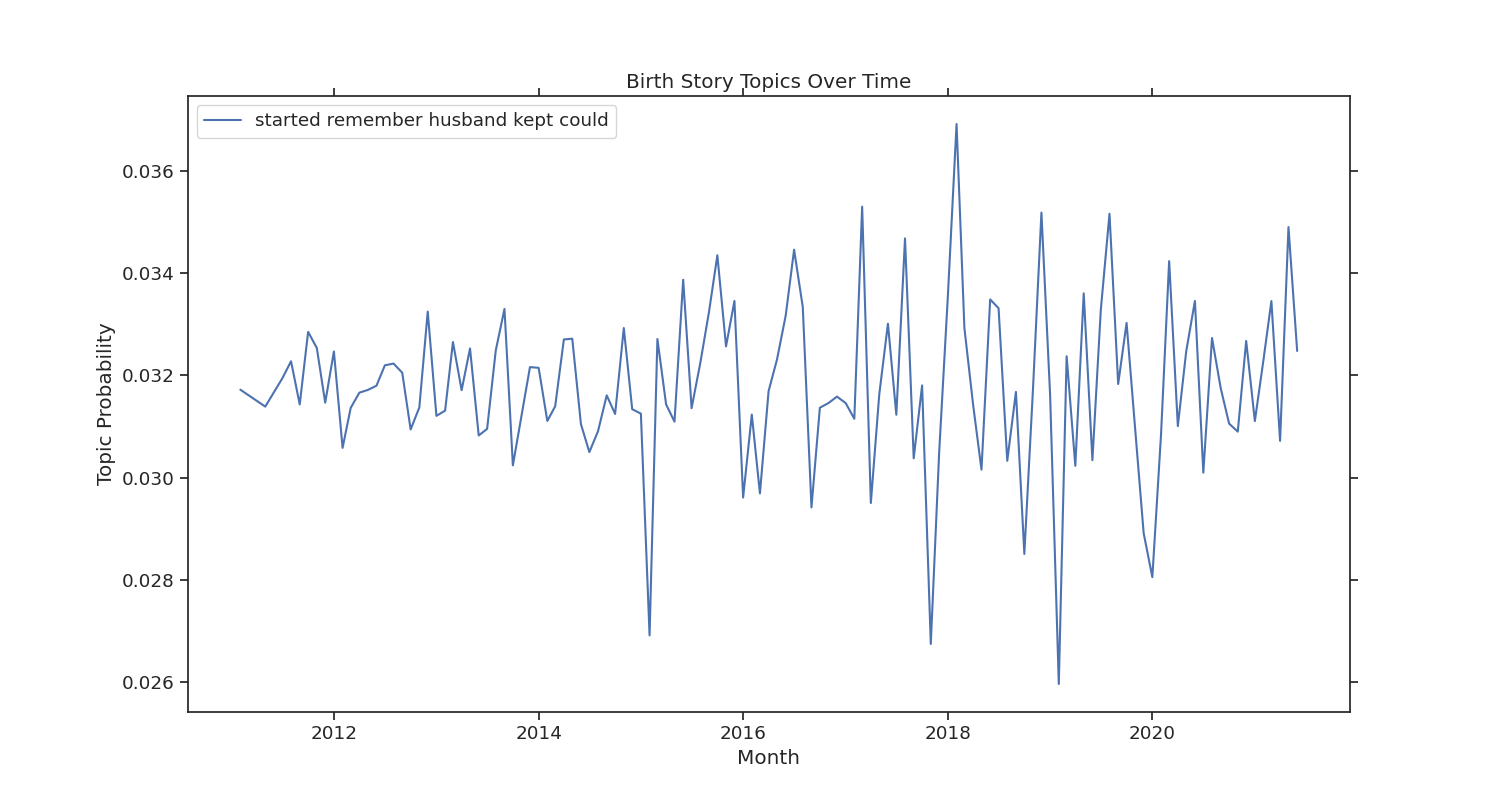 Birth Story Topics Over Time
started remember husband kept could
Topic Probability
0.036
0.034
0.032
0.030
0.028
0.026
2012 2014 2016 2018 2020
Month